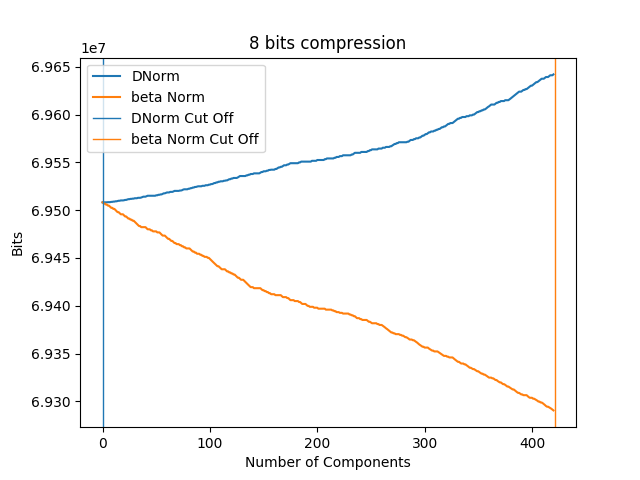 8 bits compression
1e7
6.965
6.960
6.955
6.950
6.945
6.940
6.935
6.930
Bits
DNorm
beta Norm
DNorm Cut Off
beta Norm Cut Off
0 100 200 300 400
Number of Components